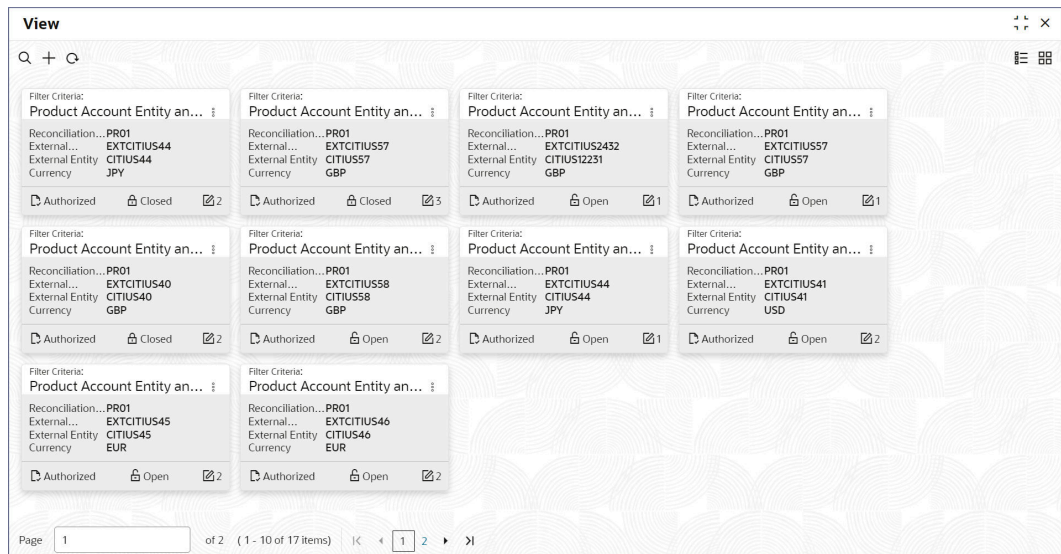 View
Filter Criteria:
Product Account Entity an...
Reconciliation... PR01
External... EXTCITIUS44
External Entity CITIUS44
Currency JPY
Authorized Closed 2
Filter Criteria:
Product Account Entity an...
Reconciliation... PR01
External... EXTCITIUS57
External Entity CITIUS57
Currency GBP
Authorized Closed 3
Filter Criteria:
Product Account Entity an...
Reconciliation... PR01
External... EXTCITIUS2432
External Entity CITIUS12231
Currency GBP
Authorized Open 1
Filter Criteria:
Product Account Entity an...
Reconciliation... PR01
External... EXTCITIUS57
External Entity CITIUS57
Currency GBP
Authorized Open 1
Filter Criteria:
Product Account Entity an...
Reconciliation... PR01
External... EXTCITIUS40
External Entity CITIUS40
Currency GBP
Authorized Closed 2
Filter Criteria:
Product Account Entity an...
Reconciliation... PR01
External... EXTCITIUS58
External Entity CITIUS58
Currency GBP
Authorized Open 2
Filter Criteria:
Product Account Entity an...
Reconciliation... PR01
External... EXTCITIUS44
External Entity CITIUS44
Currency JPY
Authorized Open 1
Filter Criteria:
Product Account Entity an...
Reconciliation... PR01
External... EXTCITIUS41
External Entity CITIUS41
Currency USD
Authorized Open 2
Filter Criteria:
Product Account Entity an...
Reconciliation... PR01
External... EXTCITIUS45
External Entity CITIUS45
Currency EUR
Authorized Open 2
Filter Criteria:
Product Account Entity an...
Reconciliation... PR01
External... EXTCITIUS46
External Entity CITIUS46
Currency EUR
Authorized Open 2
Page 1 of 2 ( 1 - 10 of 17 items) 1 2